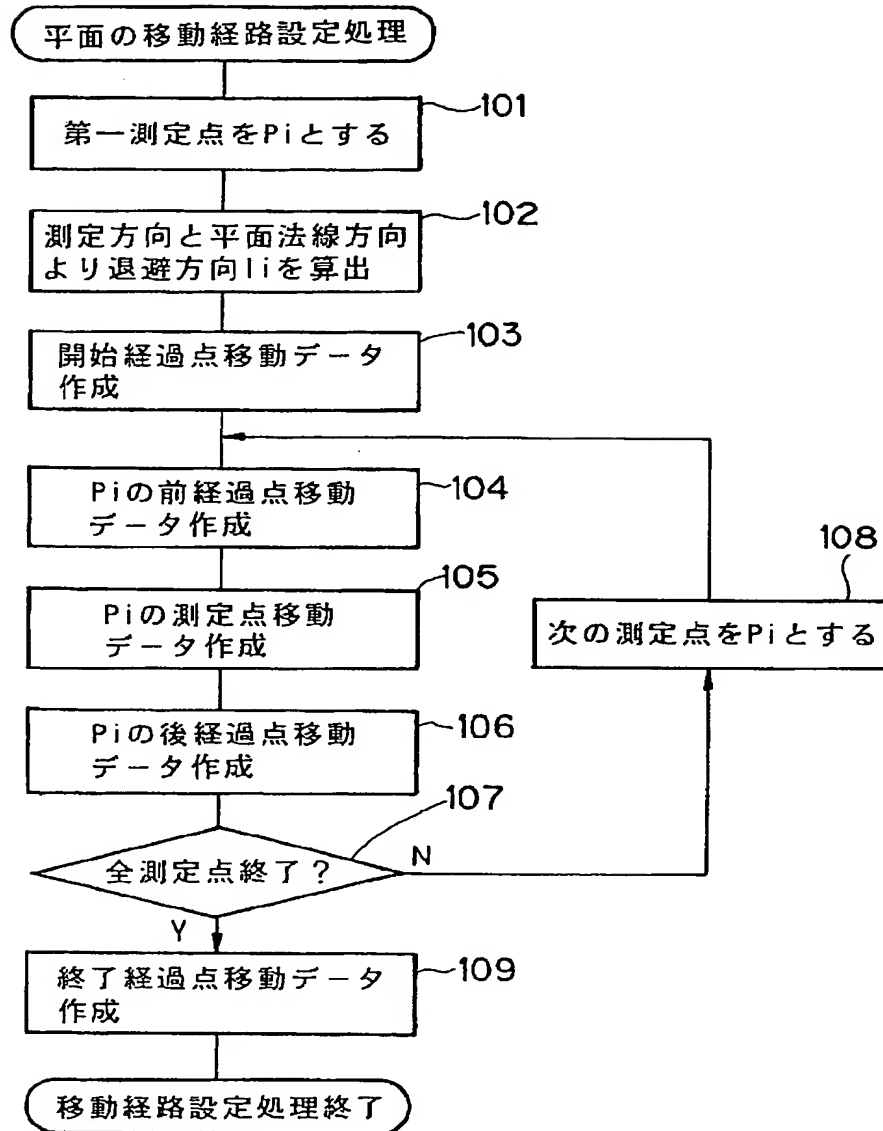 平面の移動経路設定処理
101
第一測定点をPiとする
102
測定方向と平面法線方向
より退避方向Iiを算出
103
開始経過点移動データ
作成
Piの前経過点移動
データ作成
104
108
105
Piの測定点移動
データ作成
次の測定点をPiとする
Piの後経過点移動
データ作成
106
107
全測定点終了?
N
Y
終了経過点移動データ
作成
109
移動経路設定処理終了